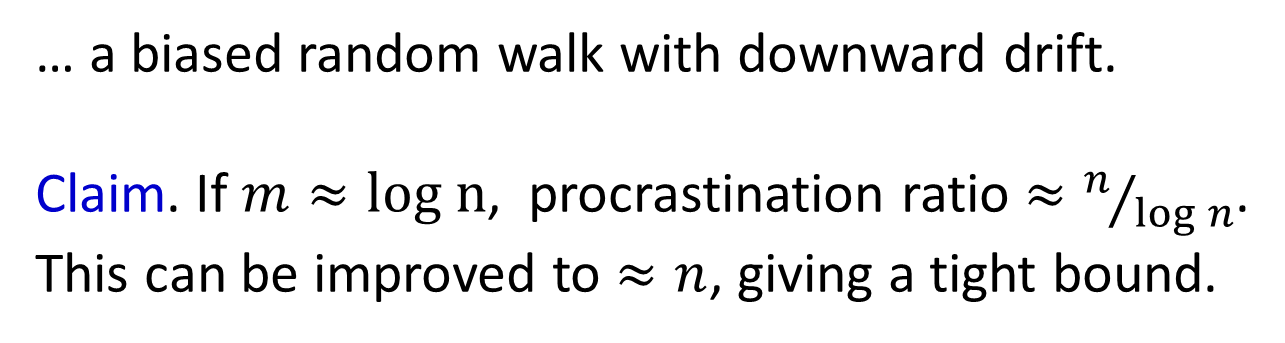 … a biased random walk with downward drift.
Claim. If m ≈ log n, procrastination ratio ≈ n/log n.
This can be improved to ≈ n, giving a tight bound.